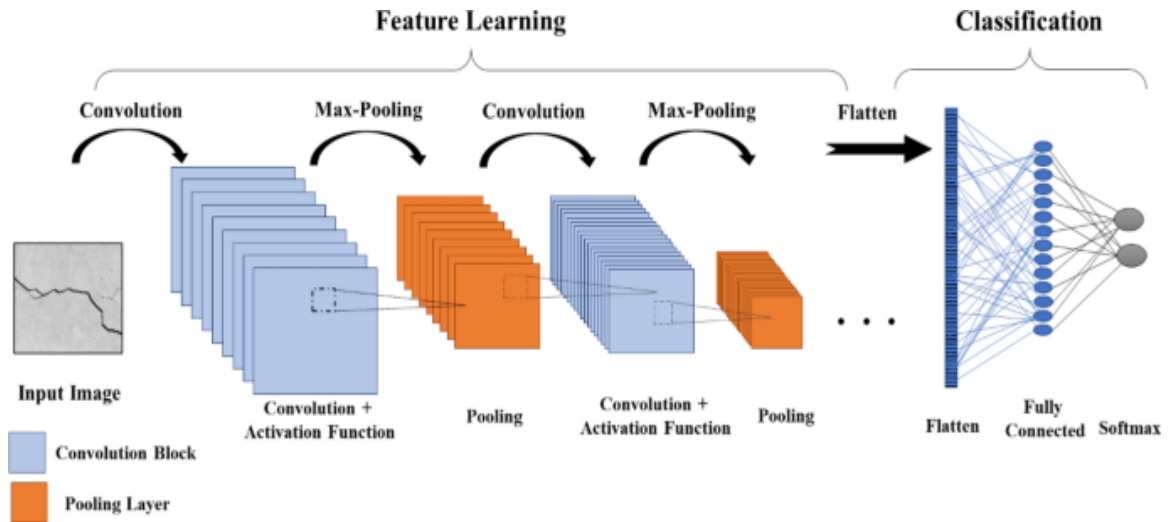 Feature Learning
Classification
Convolution
Max-Pooling
Convolution
Max-Pooling
Flatten
Input Image
Convolution +
Activation Function
Pooling
Convolution +
Activation Function
Pooling
. . .
Flatten
Fully
Connected
Softmax
Convolution Block
Pooling Layer